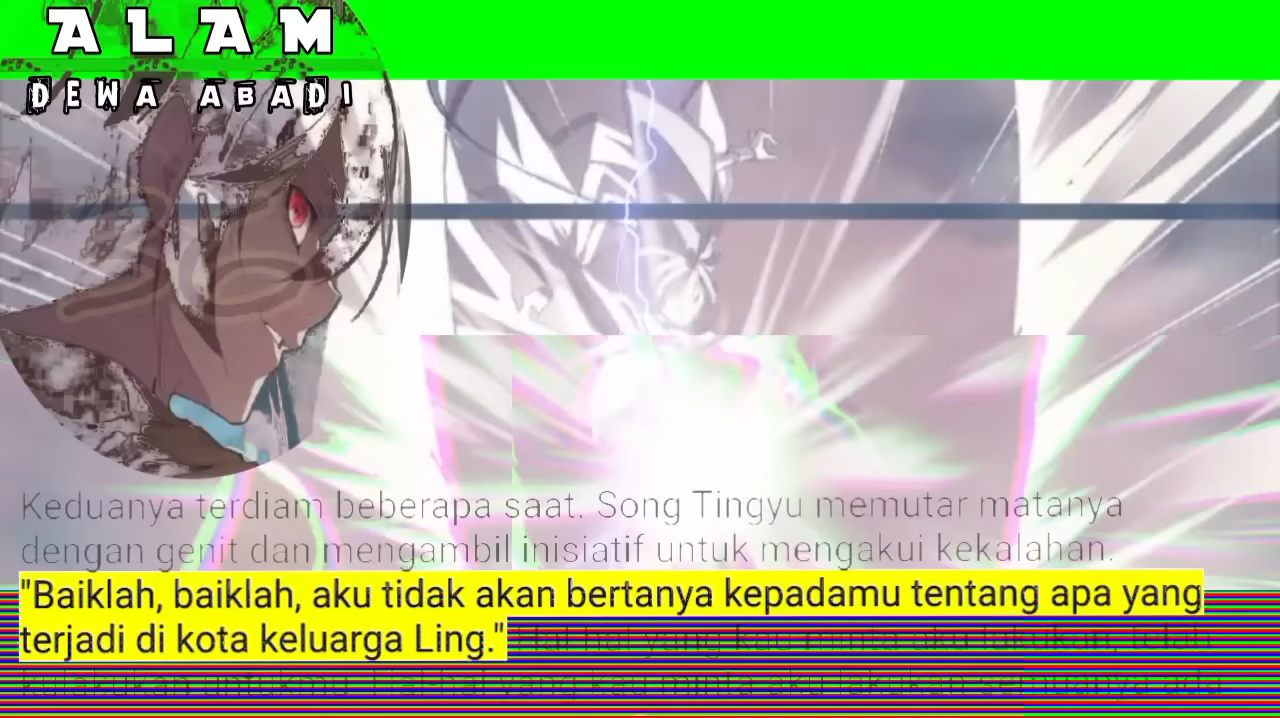 ALAM
DEWA ABADI
Keduanya terdiam beberapa saat. Song Tingyu memutar matanya
dengan genit dan mengambil inisiatif untuk mengakui kekalahan.
"Baiklah, baiklah, aku tidak akan bertanya kepadamu tentang apa yang
terjadi di kota keluarga Ling." Hal-hal yang kau minta aku lakukan, telah
kulakukan untukmu. Hal-hal yang kau minta aku lakukan semuanya ada